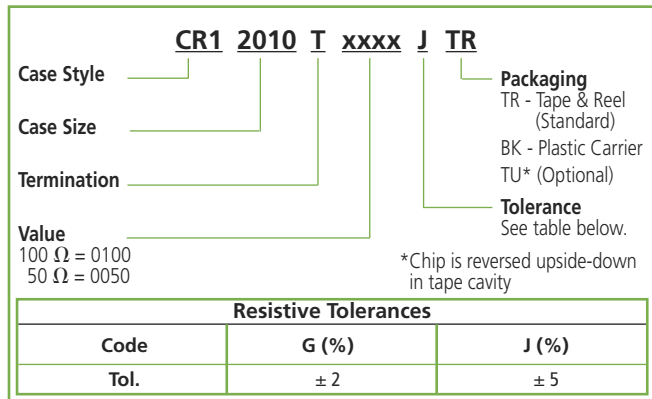 CR1 2010 T xxxx J TR
Case Style
Case Size
Termination
Value
100 Ω = 0100
50 Ω = 0050
Packaging
TR - Tape & Reel
(Standard)
BK - Plastic Carrier
TU* (Optional)
Tolerance
See table below.
*Chip is reversed upside-down
in tape cavity
Resistive Tolerances
Code G (%) J (%)
Tol. ± 2 ± 5